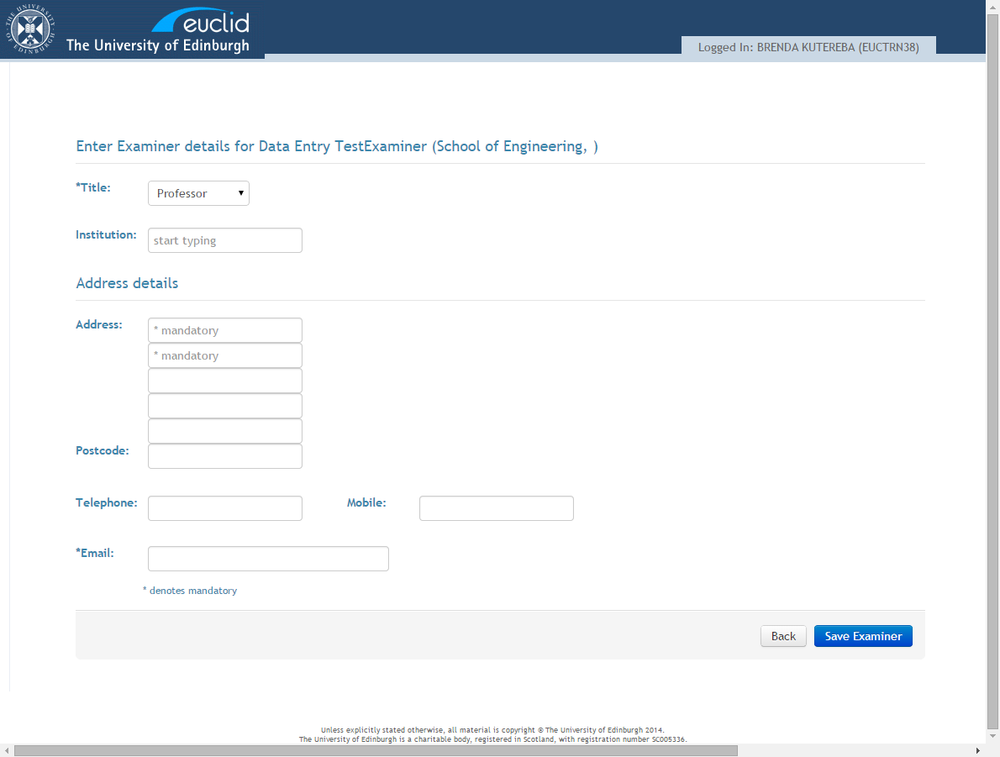 THE UNIVERSITY OF EDINBURGH
euclid
The University of Edinburgh
Logged In: BRENDA KUTEREBA (EUCTRN38)
Enter Examiner details for Data Entry TestExaminer (School of Engineering, )
*Title: Professor
Institution: start typing
Address details
Address: * mandatory
* mandatory
Postcode:
Telephone: Mobile:
*Email:
* denotes mandatory
Back Save Examiner
Unless explicitly stated otherwise, all material is copyright © The University of Edinburgh 2014.
The University of Edinburgh is a charitable body, registered in Scotland, with registration number SC005336.